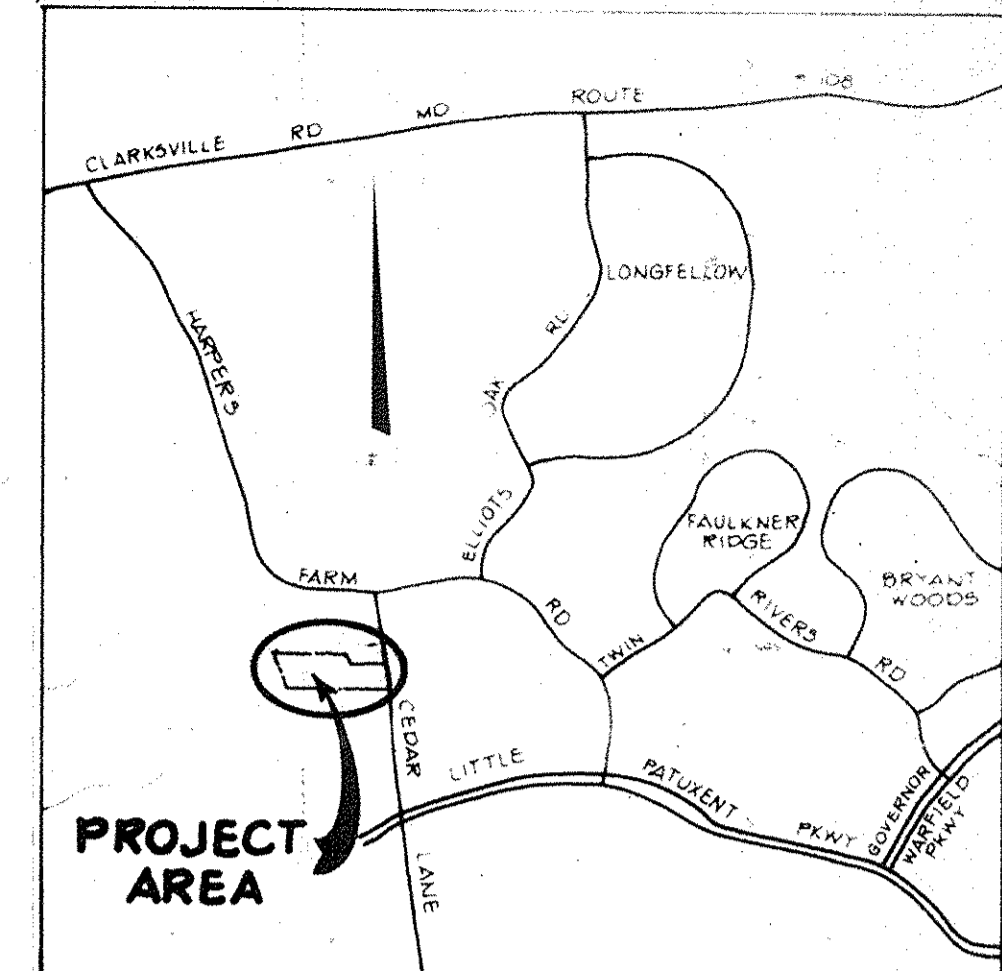 CLARKSVILLE RD MD ROUTE # 108
HARPER'S FARM RD
LONGFELLOW
ELLIOTS OAK RD
FAULKNER
RIDGE
BRYANT
WOODS
TWIN RIVERS RD
CEDAR LANE
LITTLE PATUXENT PKWY
GOVERNOR
WARFIELD
PKWY
PROJECT
AREA